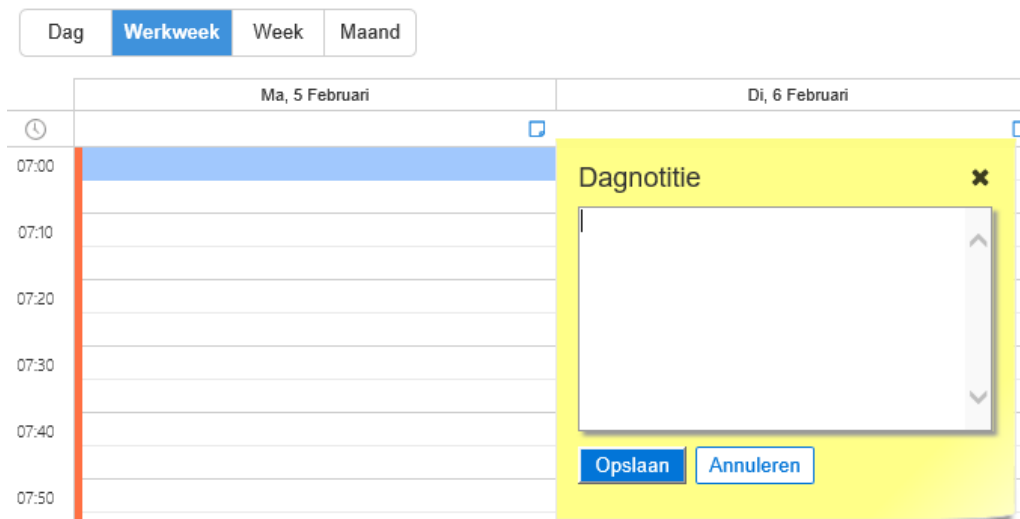 Dag Werkweek Week Maand
Ma, 5 Februari Di, 6 Februari
07:00
Dagnotitie
07:10
07:20
07:30
07:40
Opslaan Annuleren
07:50